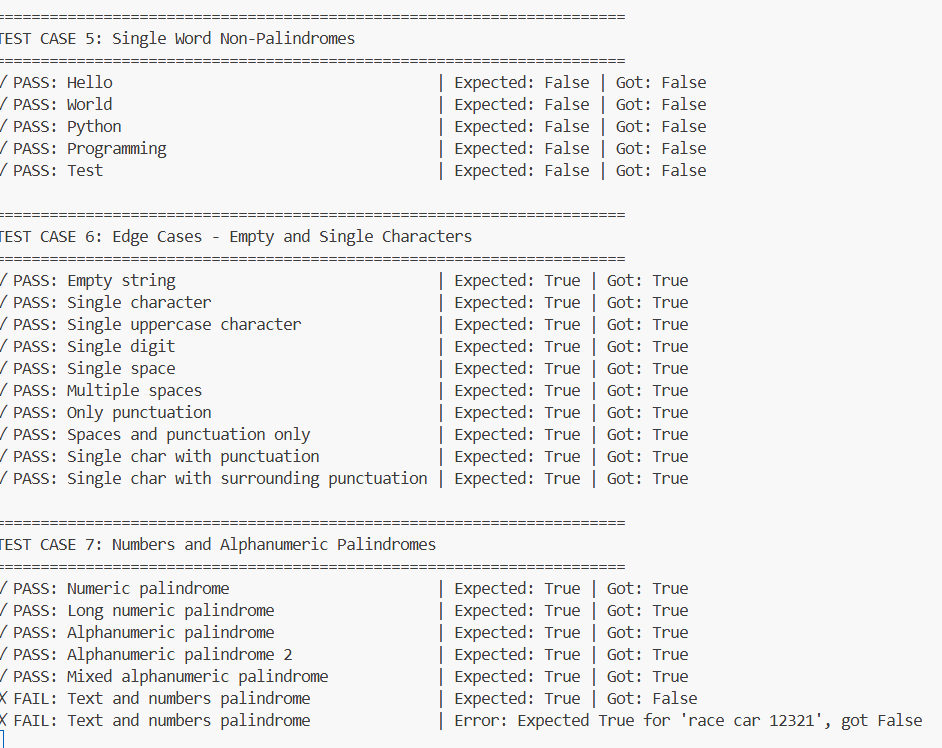 ======================================================================
TEST CASE 5: Single Word Non-Palindromes
======================================================================
✓ PASS: Hello | Expected: False | Got: False
✓ PASS: World | Expected: False | Got: False
✓ PASS: Python | Expected: False | Got: False
✓ PASS: Programming | Expected: False | Got: False
✓ PASS: Test | Expected: False | Got: False
======================================================================
TEST CASE 6: Edge Cases - Empty and Single Characters
======================================================================
✓ PASS: Empty string | Expected: True | Got: True
✓ PASS: Single character | Expected: True | Got: True
✓ PASS: Single uppercase character | Expected: True | Got: True
✓ PASS: Single digit | Expected: True | Got: True
✓ PASS: Single space | Expected: True | Got: True
✓ PASS: Multiple spaces | Expected: True | Got: True
✓ PASS: Only punctuation | Expected: True | Got: True
✓ PASS: Spaces and punctuation only | Expected: True | Got: True
✓ PASS: Single char with punctuation | Expected: True | Got: True
✓ PASS: Single char with surrounding punctuation | Expected: True | Got: True
======================================================================
TEST CASE 7: Numbers and Alphanumeric Palindromes
======================================================================
✓ PASS: Numeric palindrome | Expected: True | Got: True
✓ PASS: Long numeric palindrome | Expected: True | Got: True
✓ PASS: Alphanumeric palindrome | Expected: True | Got: True
✓ PASS: Alphanumeric palindrome 2 | Expected: True | Got: True
✓ PASS: Mixed alphanumeric palindrome | Expected: True | Got: True
X FAIL: Text and numbers palindrome | Expected: True | Got: False
X FAIL: Text and numbers palindrome | Error: Expected True for 'race car 12321', got False